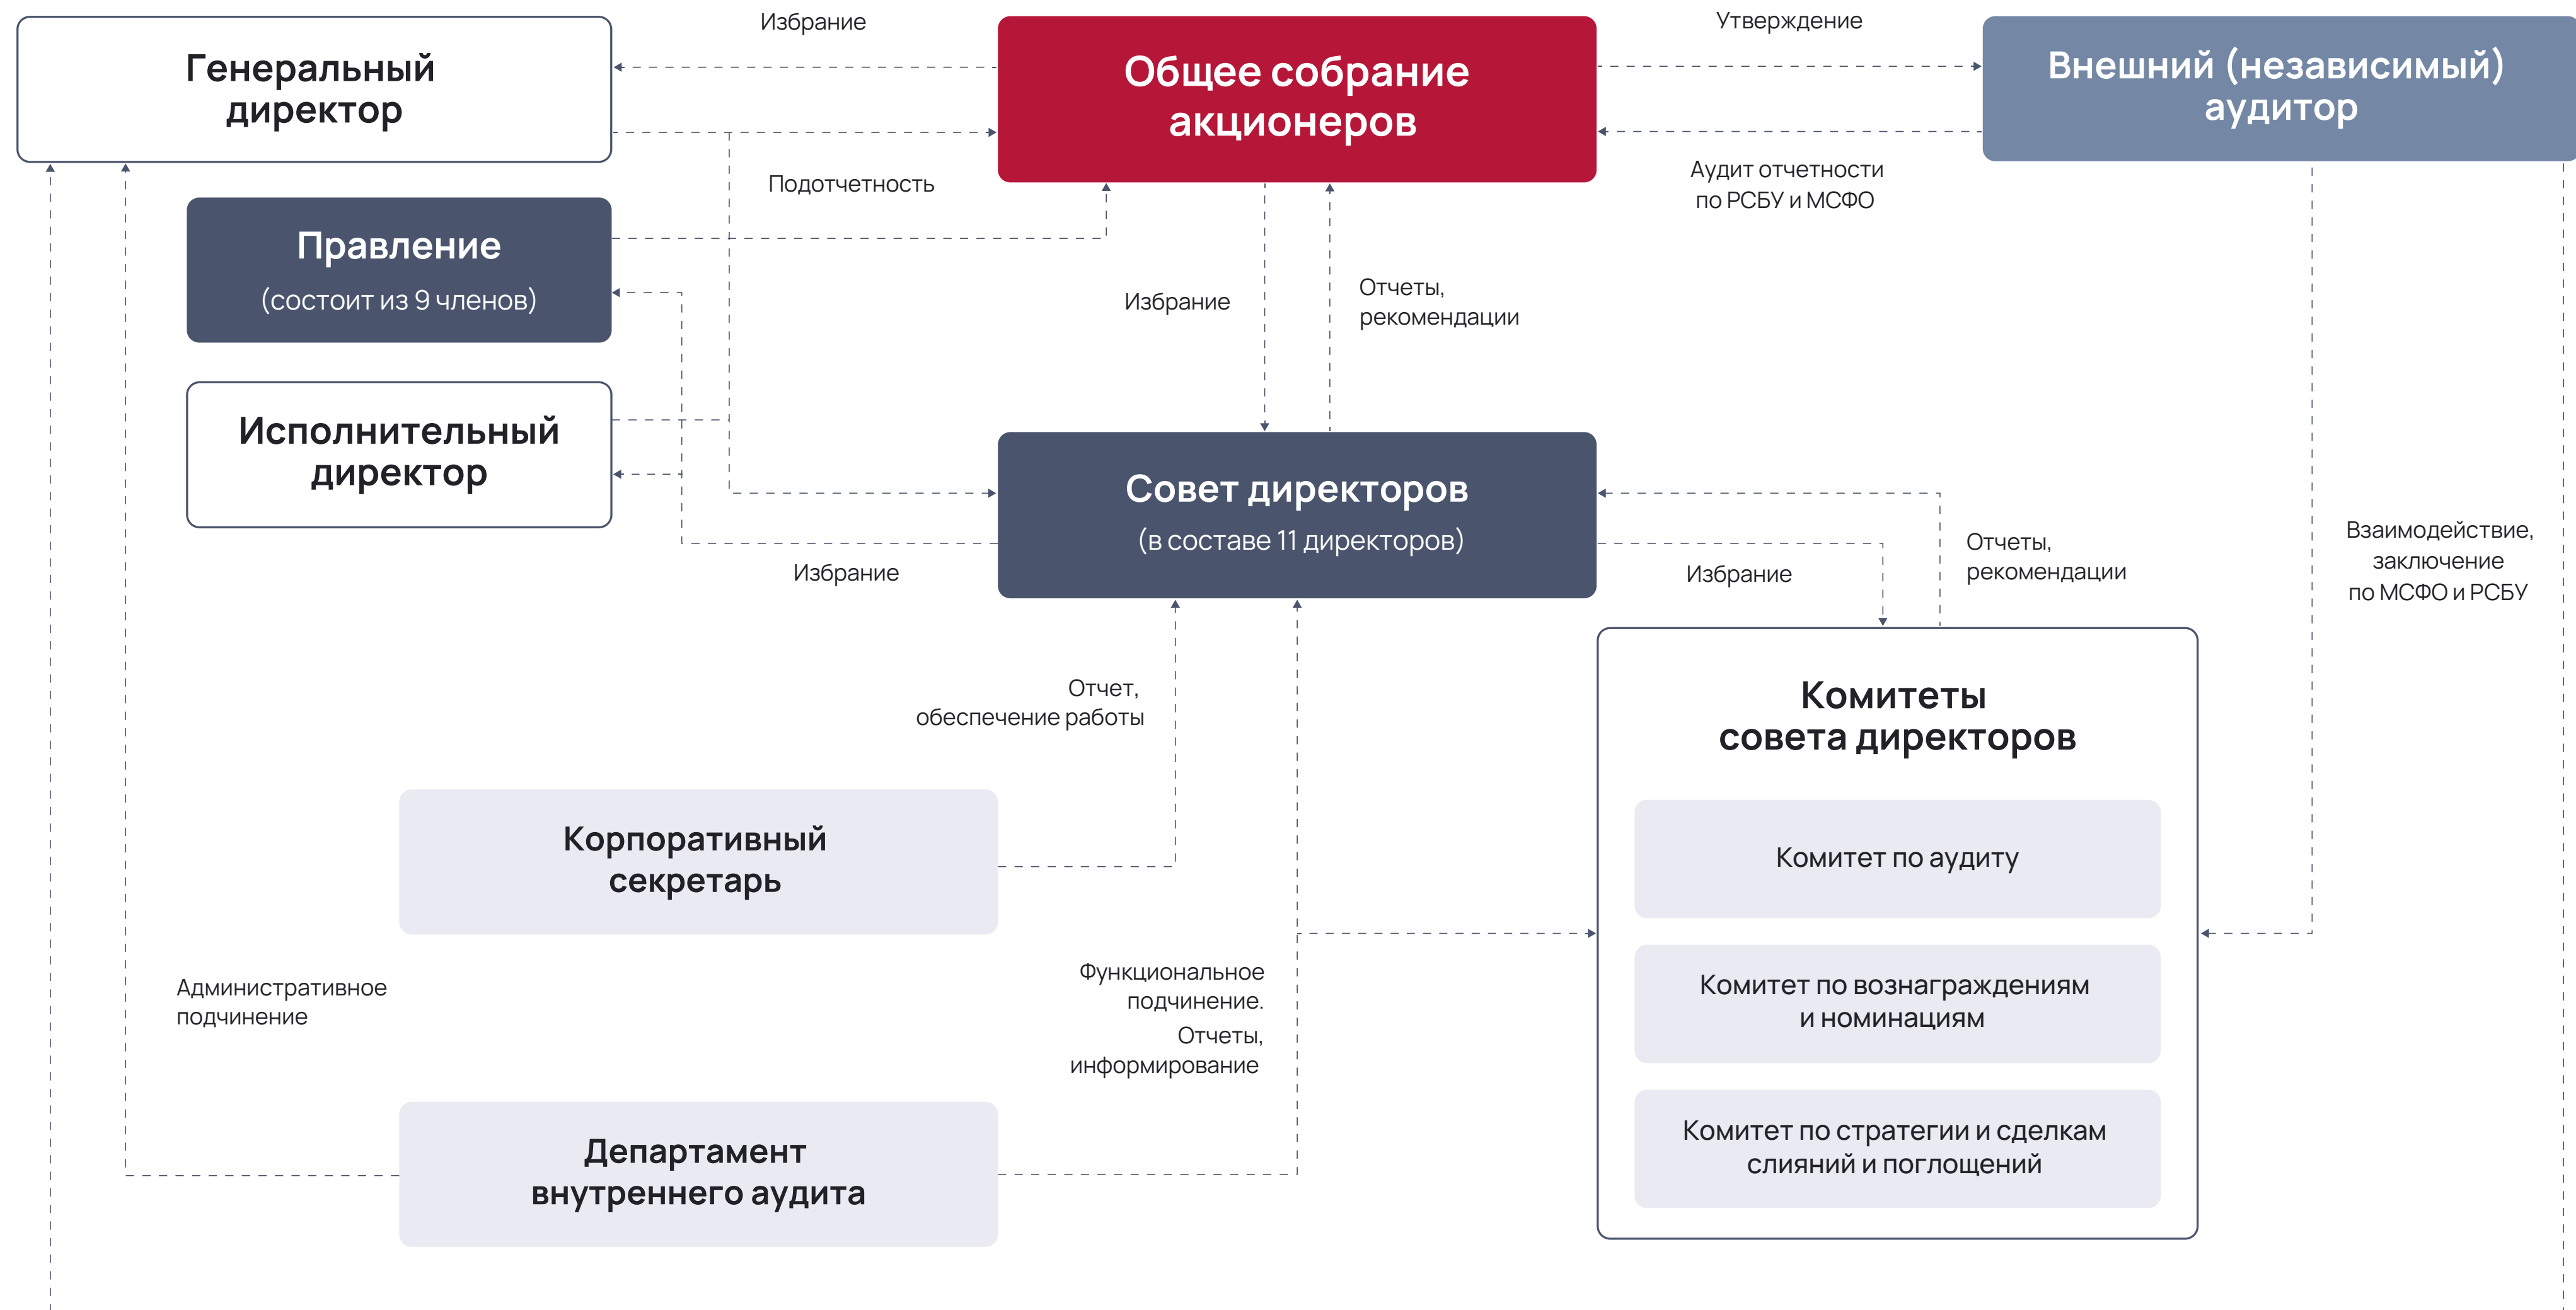 Избрание
Утверждение
Генеральный
директор
Общее собрание
акционеров
Внешний (независимый)
аудитор
Подотчетность
Аудит отчетности
по РСБУ и МСФО
Правление
(состоит из 9 членов)
Избрание
Отчеты,
рекомендации
Исполнительный
директор
Совет директоров
(в составе 11 директоров)
Избрание
Избрание
Отчеты,
рекомендации
Взаимодействие,
заключение
по МСФО и РСБУ
Отчет,
обеспечение работы
Комитеты
совета директоров
Корпоративный
секретарь
Комитет по аудиту
Административное
подчинение
Функциональное
подчинение.
Отчеты,
информирование
Комитет по вознаграждениям
и номинациям
Департамент
внутреннего аудита
Комитет по стратегии и сделкам
слияний и поглощений